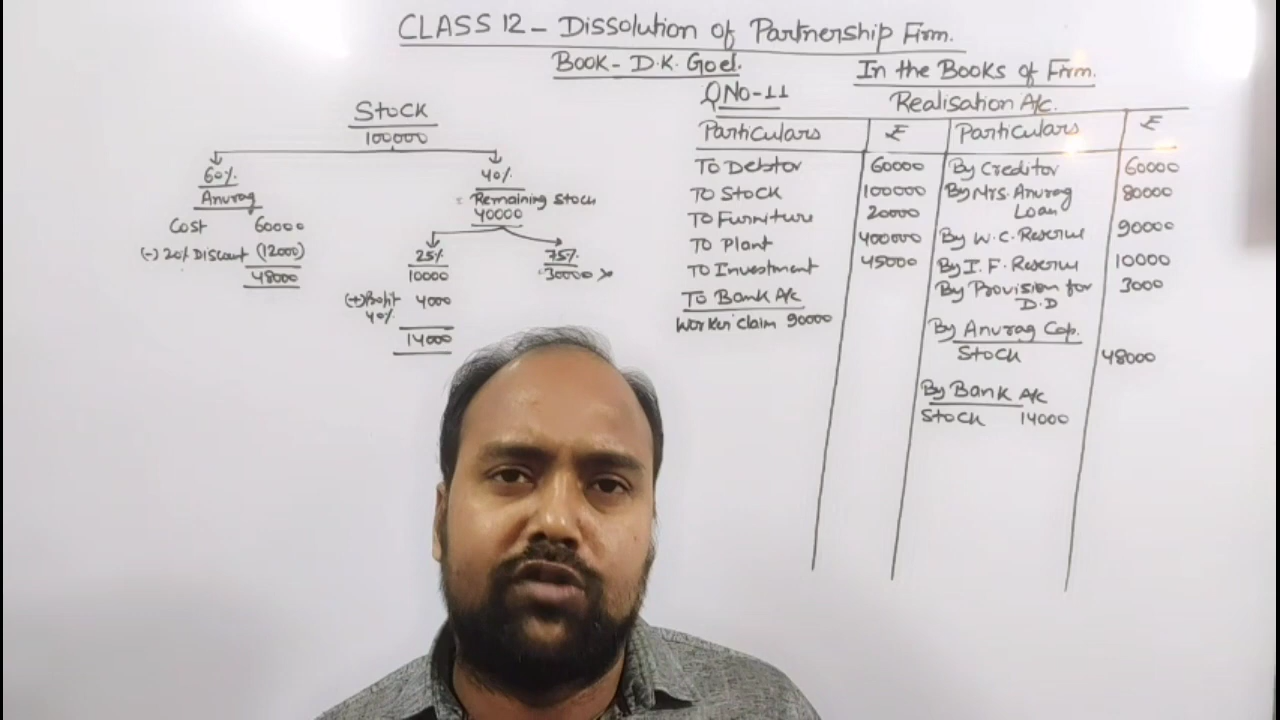 CLASS 12 - Dissolution of Partnership Firm.
Book - D.K. Goel.
In the Books of Firm.
QNo-11
Realisation A/c.
Stock
100000
60% 40%
Anurag Remaining Stock
40000
Cost 60000
(-) 20% Discount (12000)
48000
25% 75%
10000 30000 ×
(+) Profit 4000
40%
14000
Particulars ₹ Particulars ₹
To Debtor 60000 By Creditor 60000
To Stock 100000 By Mrs. Anurag 80000
Loan
To Furniture 20000
To Plant 400000 By W.C. Reserve 90000
To Investment 45000 By I.F. Reserve 10000
By Provision for 3000
D.D
To Bank A/c
Worker Claim 90000
By Anurag Cap.
Stock 48000
By Bank A/c
Stock 14000